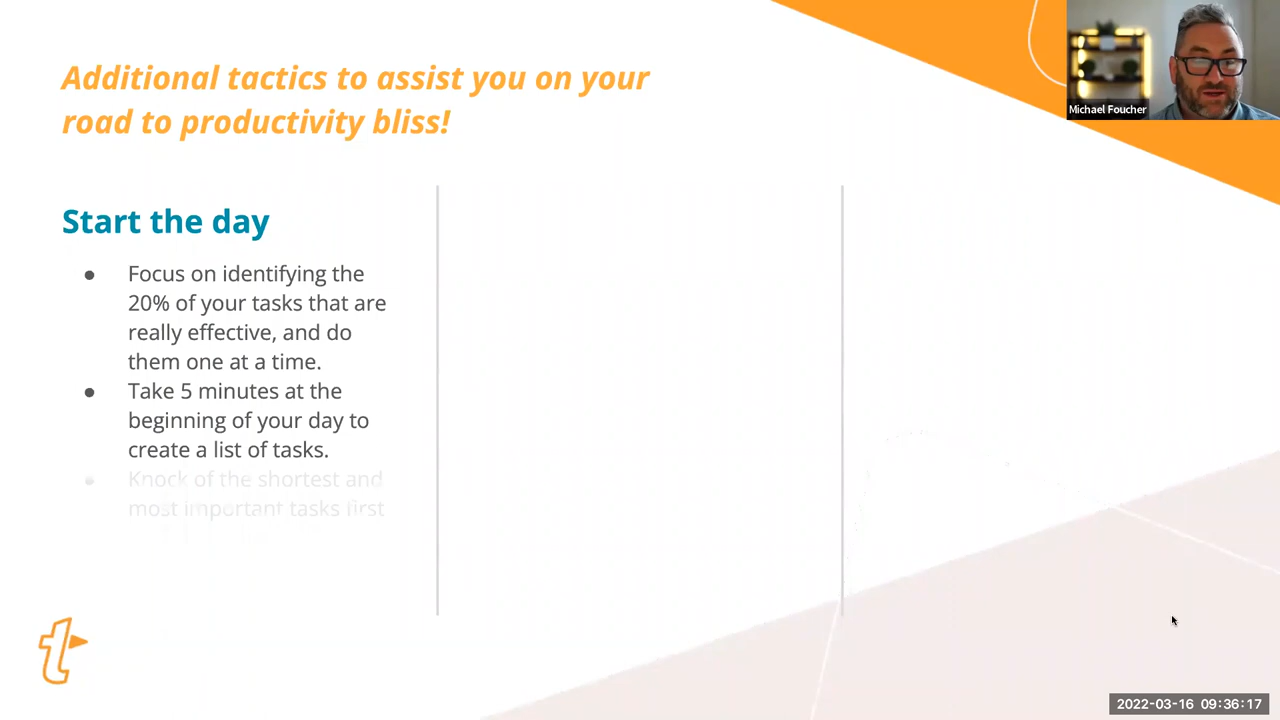 Additional tactics to assist you on your
road to productivity bliss!
Michael Foucher
Start the day
● Focus on identifying the
20% of your tasks that are
really effective, and do
them one at a time.
● Take 5 minutes at the
beginning of your day to
create a list of tasks.
● Knock of the shortest and
most important tasks first
t
2022-03-16 09:36:17